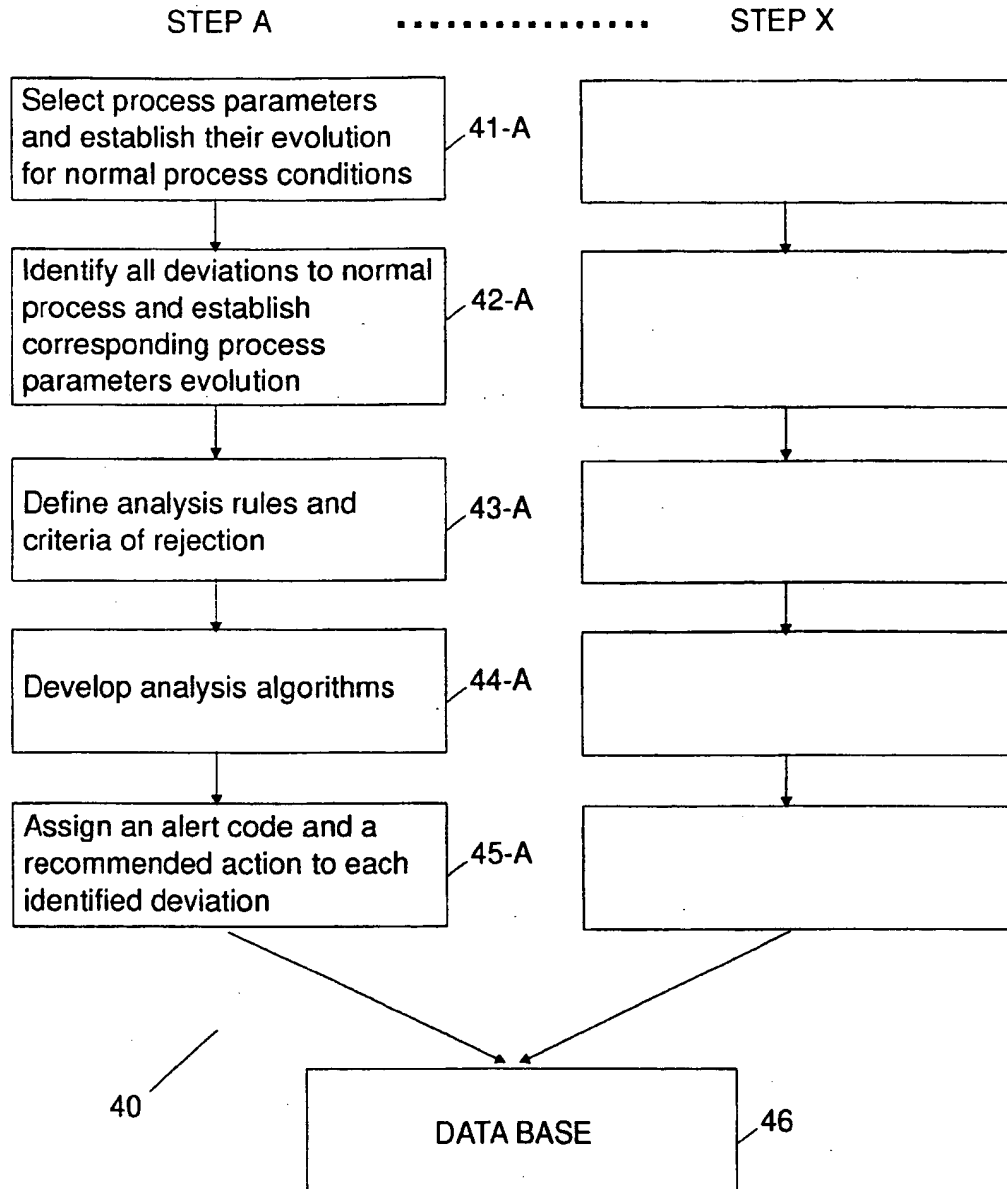 STEP A ............... STEP X
Select process parameters
and establish their evolution
for normal process conditions
41-A
Identify all deviations to normal
process and establish
corresponding process
parameters evolution
42-A
Define analysis rules and
criteria of rejection
43-A
Develop analysis algorithms
44-A
Assign an alert code and a
recommended action to each
identified deviation
45-A
40
DATA BASE
46